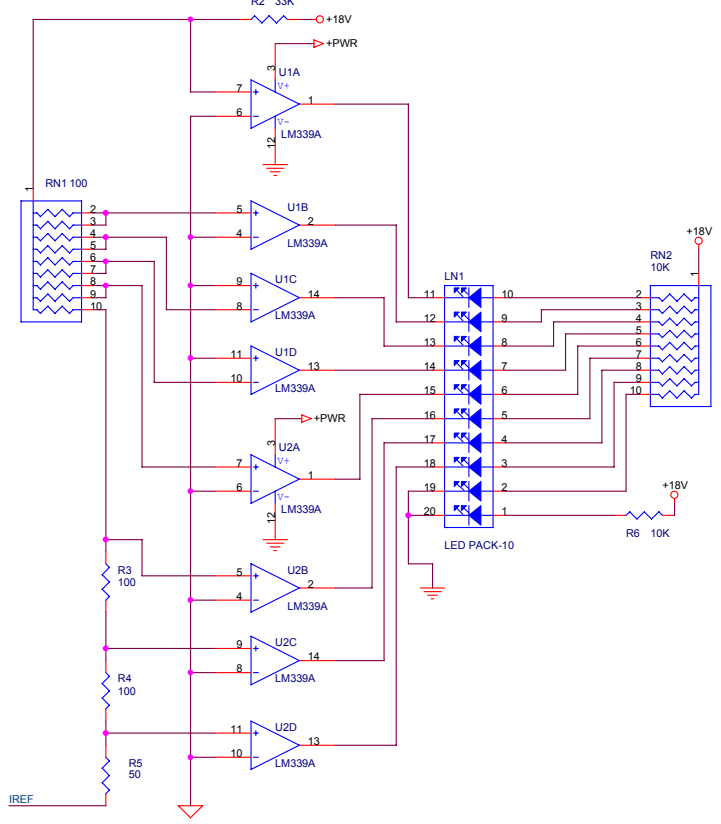 R2 33K
+18V
+PWR
3
U1A
V+
7
+
1
6
−
V−
LM339A
12
1
RN1 100
2
3
4
5
6
7
8
9
10
5
+
U1B
2
4
−
LM339A
9
+
U1C
14
8
−
LM339A
11
+
U1D
13
10
−
LM339A
+PWR
3
U2A
V+
7
+
1
6
−
V−
LM339A
12
LN1
11
10
12
9
13
8
14
7
15
6
16
5
17
4
18
3
19
2
20
1
LED PACK-10
+18V
RN2
10K
1
2
3
4
5
6
7
8
9
10
+18V
R6 10K
R3
100
5
+
U2B
2
4
−
LM339A
R4
100
9
+
U2C
14
8
−
LM339A
R5
50
11
+
U2D
13
10
−
LM339A
IREF